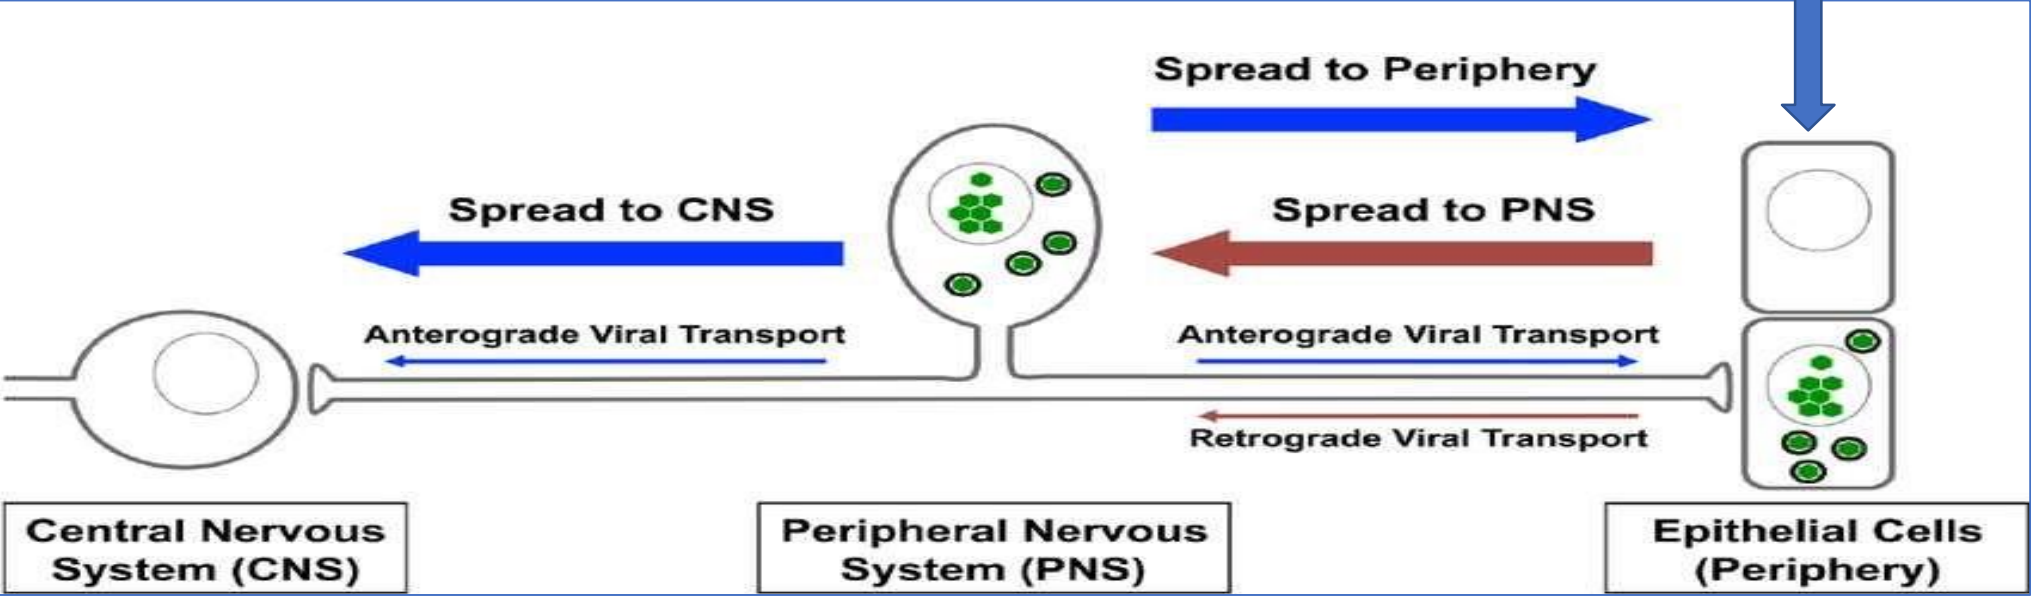 Spread to Periphery
Spread to CNS
Spread to PNS
Anterograde Viral Transport
Anterograde Viral Transport
Retrograde Viral Transport
Central Nervous
System (CNS)
Peripheral Nervous
System (PNS)
Epithelial Cells
(Periphery)